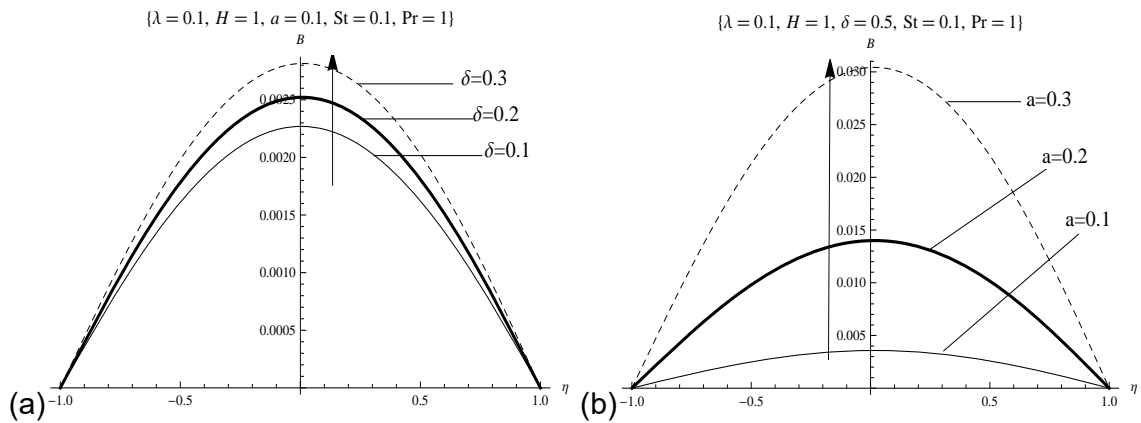 {λ = 0.1, H = 1, a = 0.1, St = 0.1, Pr = 1}
B
δ=0.3
0.0025
δ=0.2
0.0020
δ=0.1
0.0015
0.0010
0.0005
(a)
−1.0 −0.5 0.5 1.0 η
{λ = 0.1, H = 1, δ = 0.5, St = 0.1, Pr = 1}
B
0.030
a=0.3
0.025
a=0.2
0.020
a=0.1
0.015
0.010
0.005
(b)
−1.0 −0.5 0.5 1.0 η